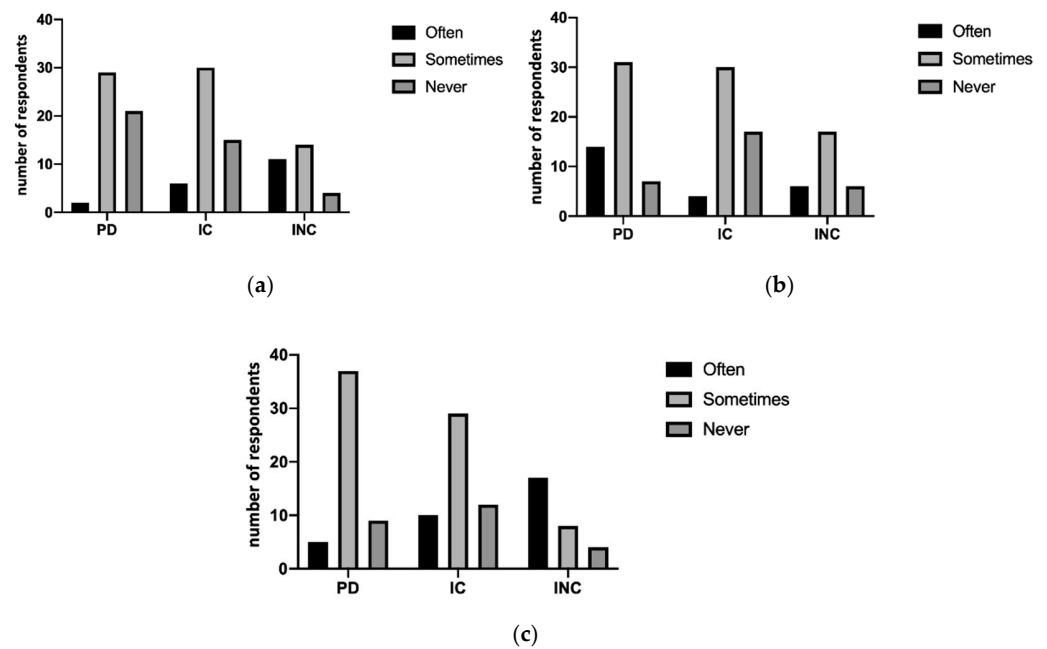 number of respondents
40
30
20
10
0
PD IC INC
Often
Sometimes
Never
(a)
number of respondents
40
30
20
10
0
PD IC INC
Often
Sometimes
Never
(b)
number of respondents
40
30
20
10
0
PD IC INC
Often
Sometimes
Never
(c)